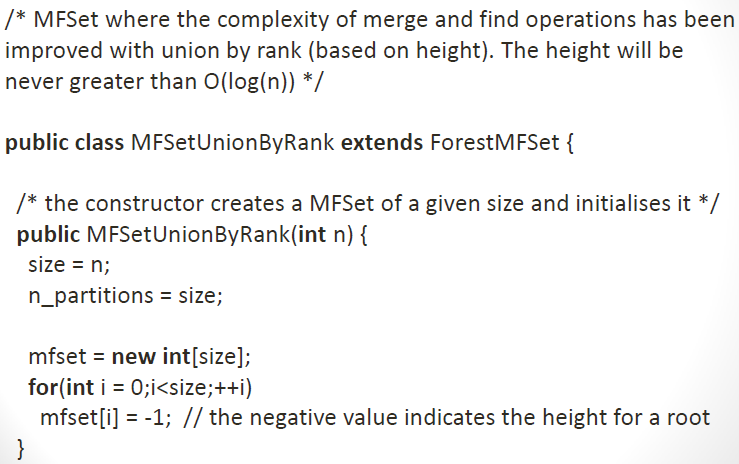 /* MFSet where the complexity of merge and find operations has been
improved with union by rank (based on height). The height will be
never greater than O(log(n)) */
public class MFSetUnionByRank extends ForestMFSet {
/* the constructor creates a MFSet of a given size and initialises it */
public MFSetUnionByRank(int n) {
size = n;
n_partitions = size;
mfset = new int[size];
for(int i = 0;i<size;++i)
mfset[i] = -1; // the negative value indicates the height for a root
}